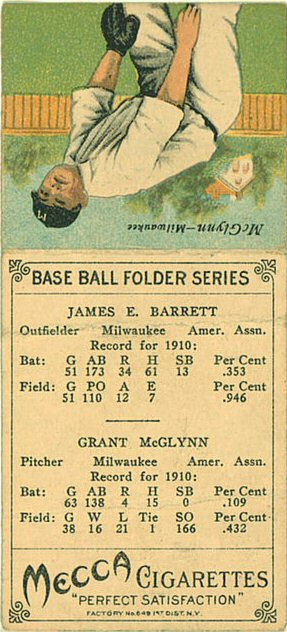 M
McGlynn—Milwaukee
BASE BALL FOLDER SERIES
JAMES E. BARRETT
Outfielder Milwaukee Amer. Assn.
Record for 1910:
Bat: G AB R H SB Per Cent
51 173 34 61 13 .353
Field: G PO A E Per Cent
51 110 12 7 .946
GRANT McGLYNN
Pitcher Milwaukee Amer. Assn.
Record for 1910:
Bat: G AB R H SB Per Cent
63 138 4 15 0 .109
Field: G W L Tie SO Per Cent
38 16 21 1 166 .432
MECCA CIGARETTES
"PERFECT SATISFACTION"
FACTORY No. 649 1ST DIST. N.Y.